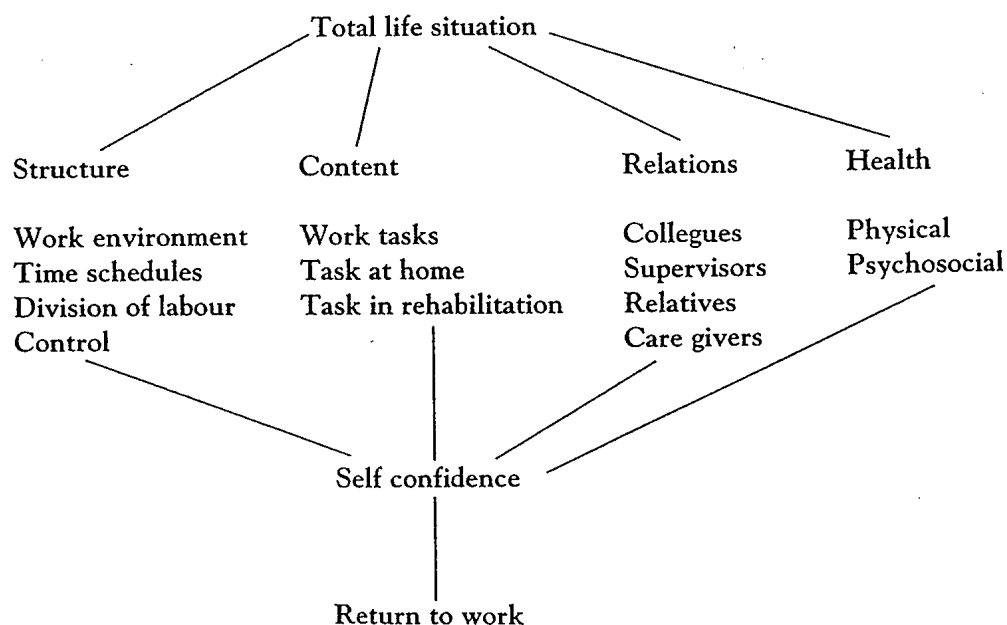 Total life situation
Structure
Work environment
Time schedules
Division of labour
Control
Content
Work tasks
Task at home
Task in rehabilitation
Relations
Collegues
Supervisors
Relatives
Care givers
Health
Physical
Psychosocial
Self confidence
Return to work